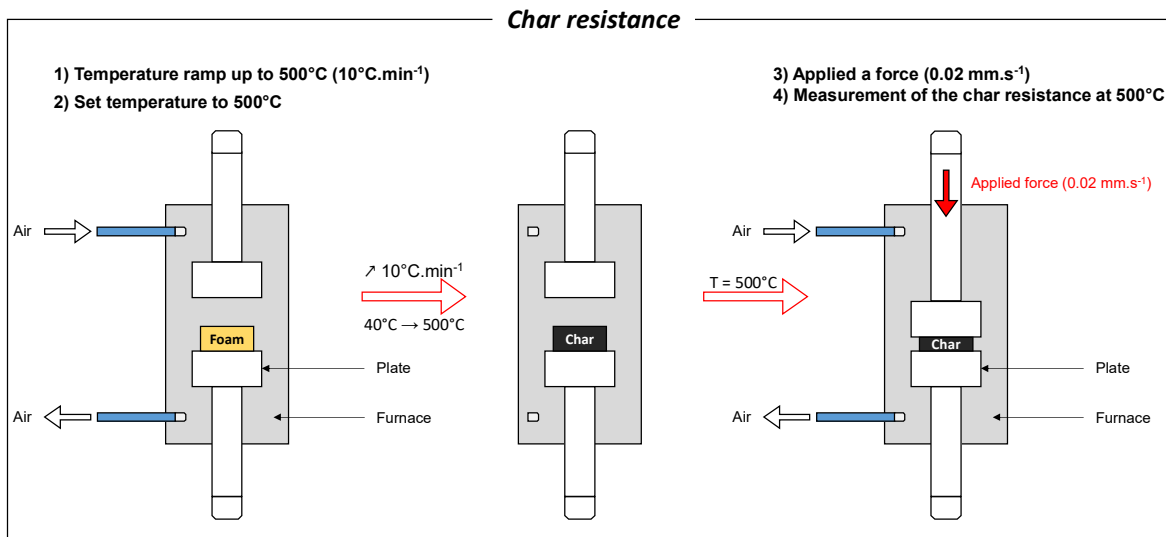 Char resistance
1) Temperature ramp up to 500°C (10°C.min⁻¹)
2) Set temperature to 500°C
3) Applied a force (0.02 mm.s⁻¹)
4) Measurement of the char resistance at 500°C
Air
Foam
Plate
Air
Furnace
↗ 10°C.min⁻¹
40°C → 500°C
Char
T = 500°C
Applied force (0.02 mm.s⁻¹)
Air
Char
Plate
Air
Furnace